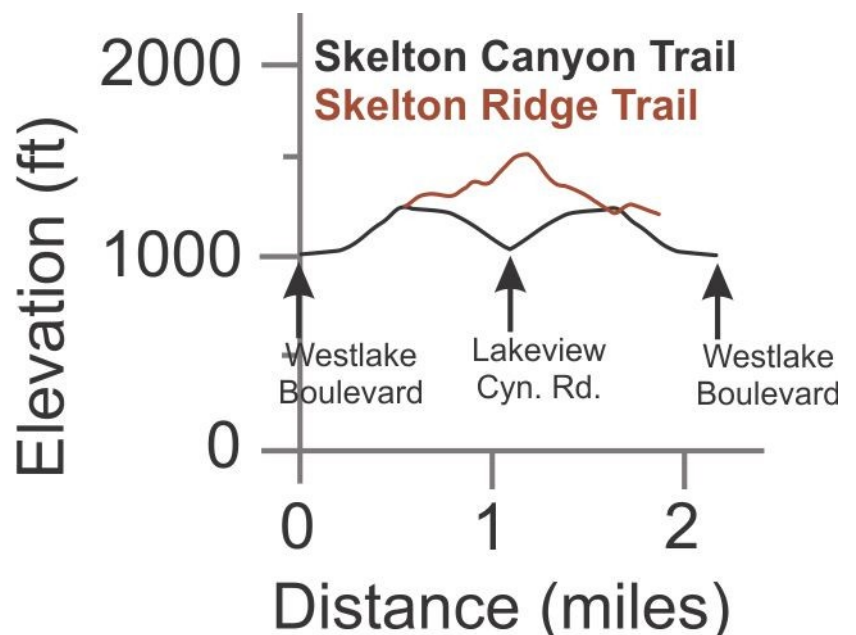 2000
Skelton Canyon Trail
Skelton Ridge Trail
Elevation (ft)
1000
Westlake
Boulevard
Lakeview
Cyn. Rd.
Westlake
Boulevard
0
0
1
2
Distance (miles)